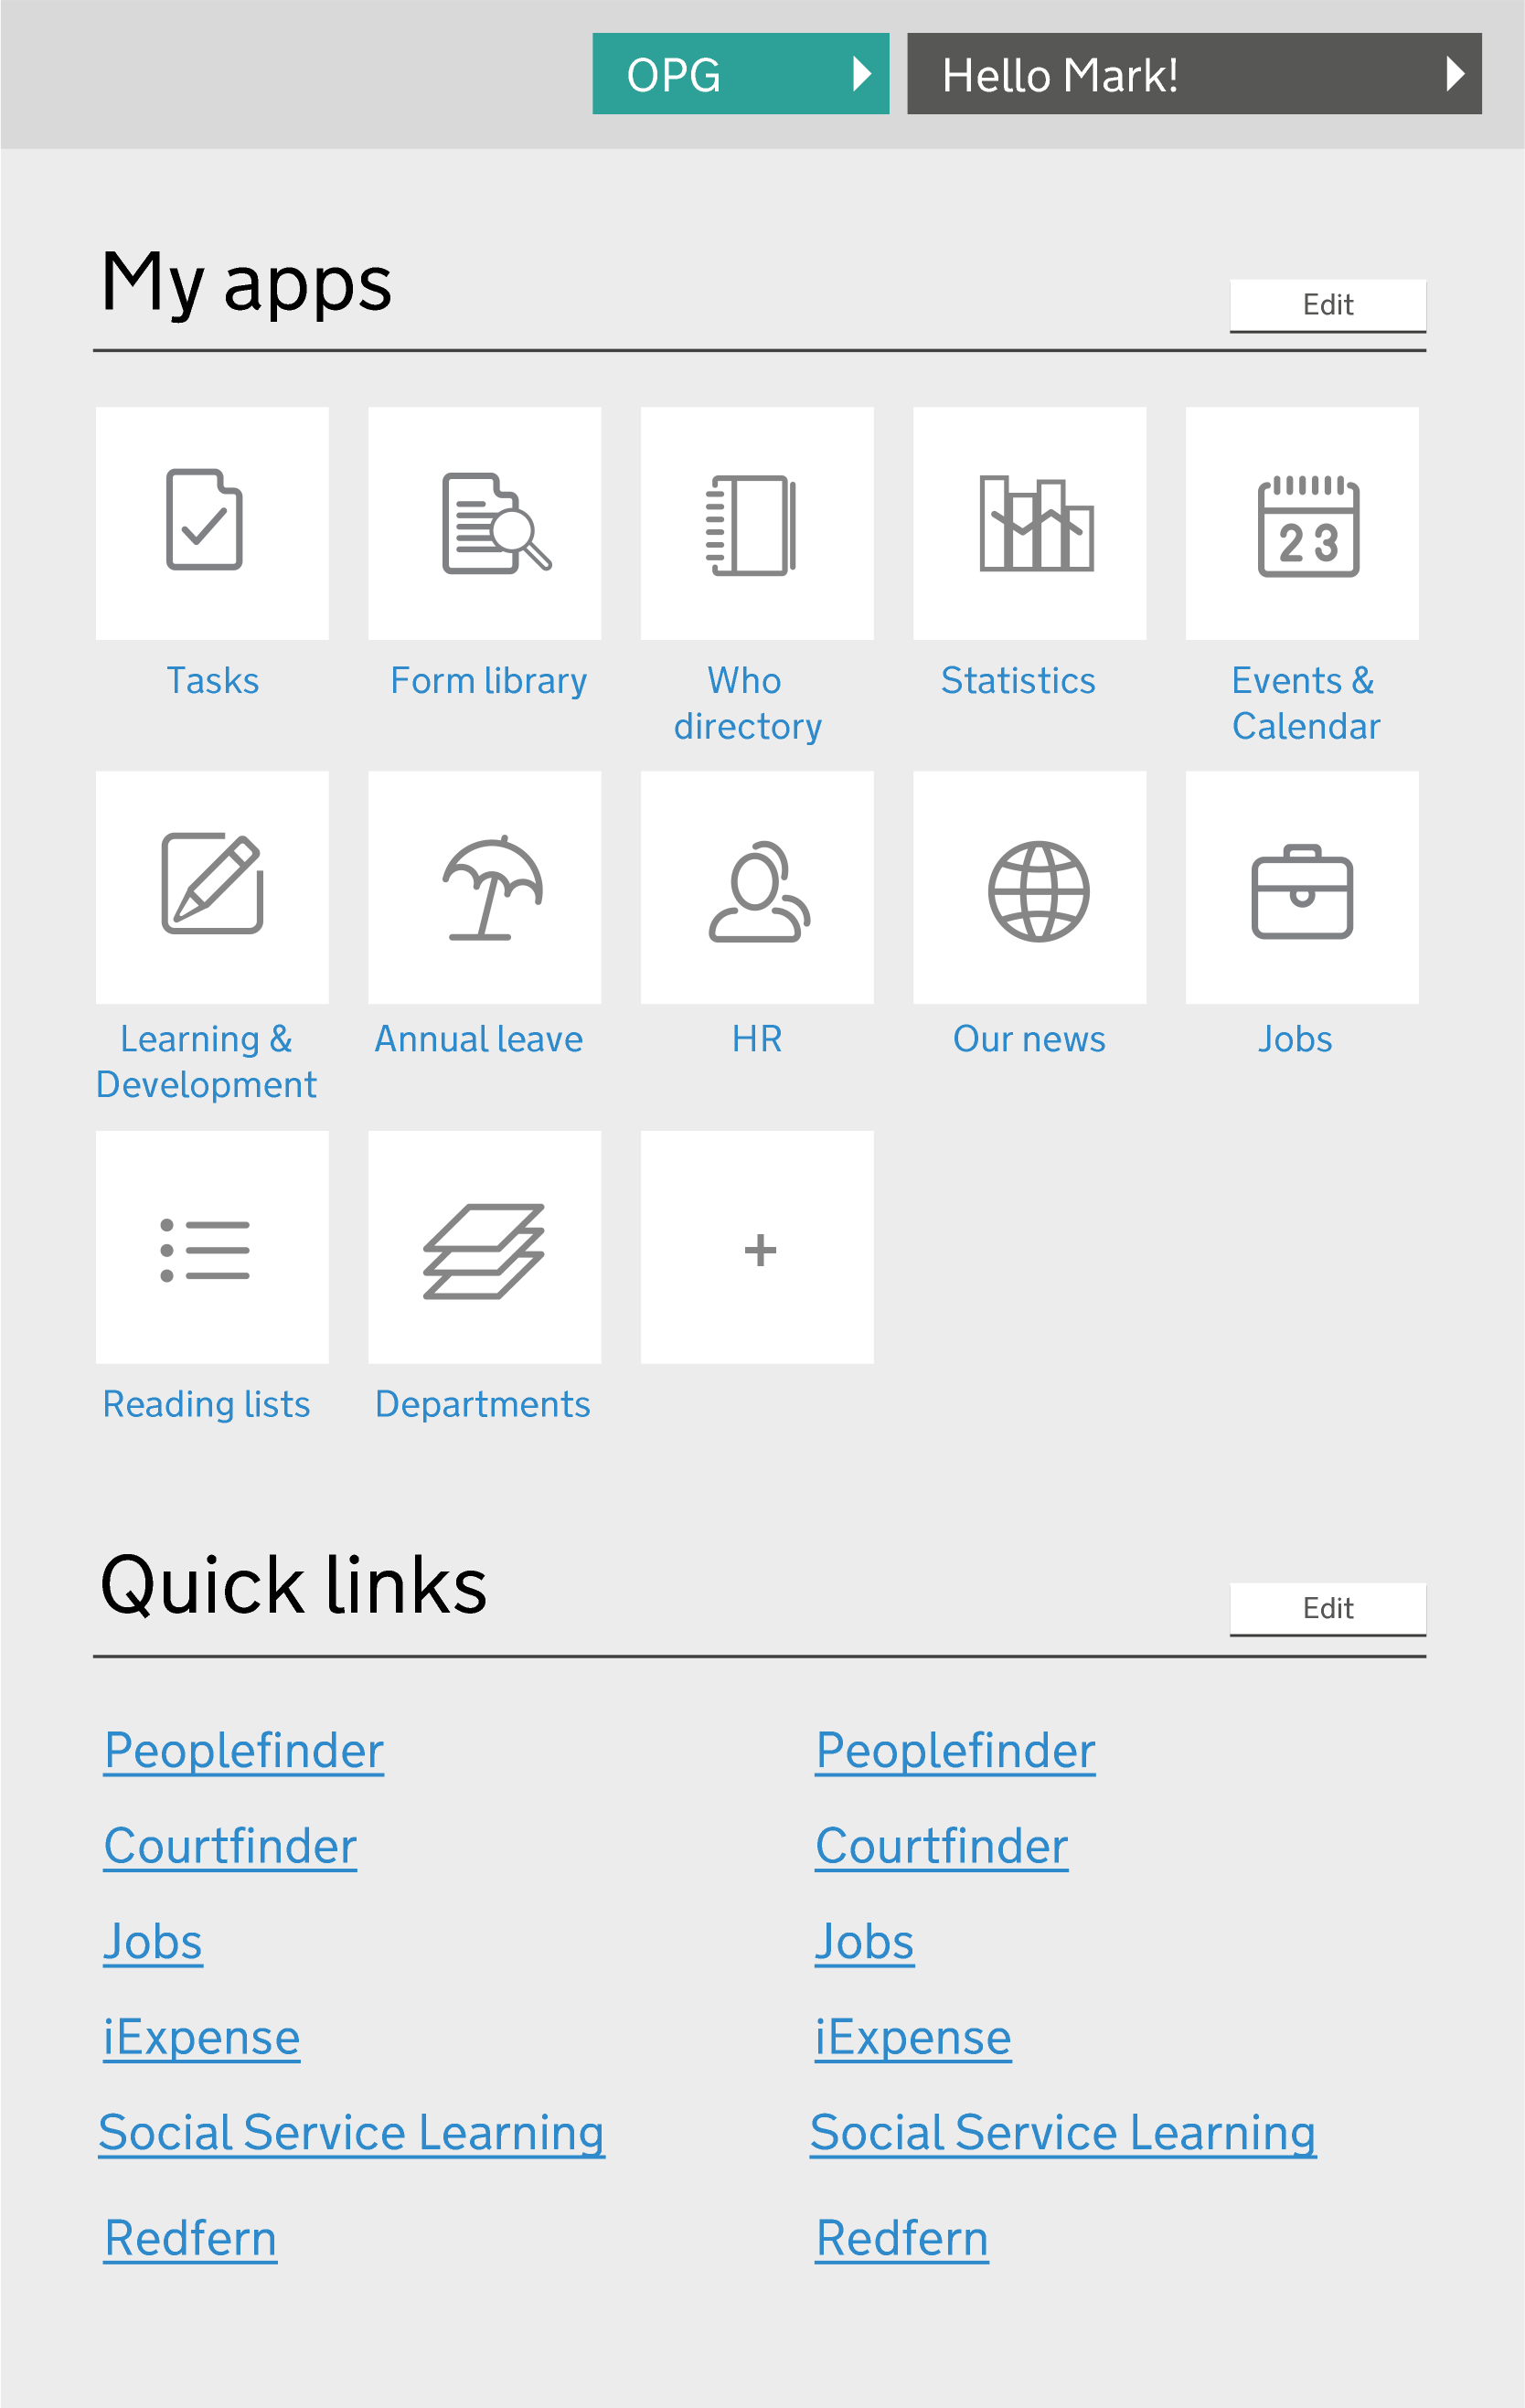 OPG
Hello Mark!
My apps
Edit
23
Tasks
Form library
Who
directory
Statistics
Events &
Calendar
Learning &
Development
Annual leave
HR
Our news
Jobs
+
Reading lists
Departments
Quick links
Edit
Peoplefinder
Peoplefinder
Courtfinder
Courtfinder
Jobs
Jobs
iExpense
iExpense
Social Service Learning
Social Service Learning
Redfern
Redfern